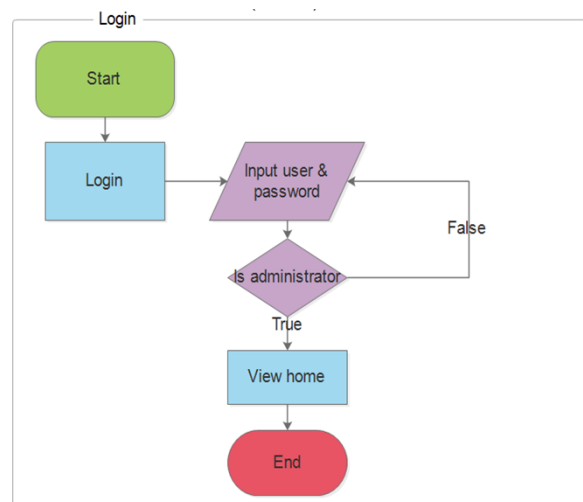 Login
Start
Login
Input user &
password
False
Is administrator
True
View home
End